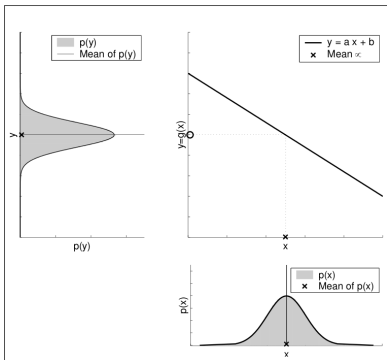 p(y)
Mean of p(y)
y
p(y)
y = a x + b
Mean ∝
y=g(x)
x
p(x)
Mean of p(x)
p(x)
x